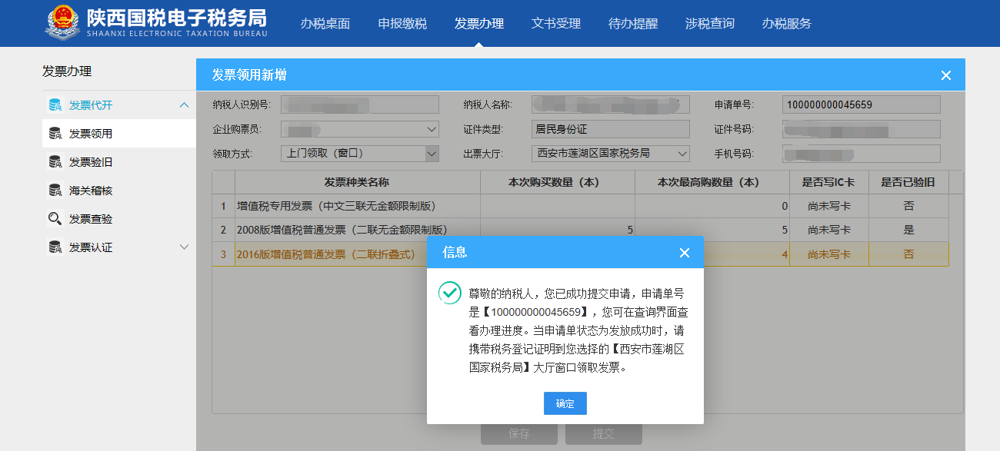 陕西国税电子税务局
SHAANXI ELECTRONIC TAXATION BUREAU
办税桌面 申报缴税 发票办理 文书受理 待办提醒 涉税查询 办税服务
发票办理
发票代开
发票领用
发票验旧
海关稽核
发票查验
发票认证
发票领用新增
纳税人识别号: 纳税人名称: 申请单号: 100000000045659
企业购票员: 证件类型: 居民身份证 证件号码:
领取方式: 上门领取（窗口） 出票大厅: 西安市莲湖区国家税务局 手机号码:
发票种类名称 本次购买数量（本） 本次最高购数量（本） 是否写IC卡 是否已验旧
1 增值税专用发票（中文三联无金额限制版） 0 尚未写卡 否
2 2008版增值税普通发票（二联无金额限制版） 5 5 尚未写卡 是
3 2016版增值税普通发票（二联折叠式） 4 尚未写卡 否
信息
尊敬的纳税人，您已成功提交申请，申请单号
是【100000000045659】，您可在查询界面查
看办理进度。当申请单状态为发放成功时，请
携带税务登记证明到您选择的【西安市莲湖区
国家税务局】大厅窗口领取发票。
确定
保存 提交